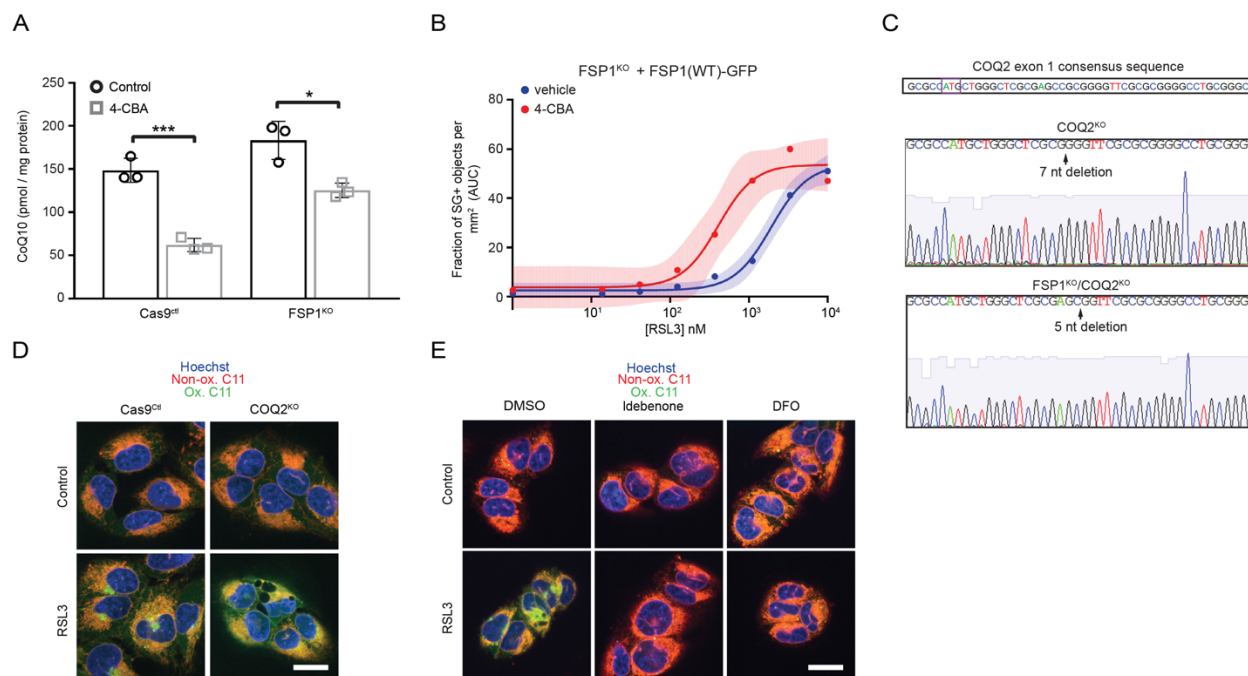 A
CoQ10 (pmol / mg protein)
250
200
150
100
50
0
Control
4-CBA
***
*
Cas9ctl
FSP1KO
B
FSP1KO + FSP1(WT)-GFP
vehicle
4-CBA
Fraction of SG+ objects per
mm² (AUC)
80
60
40
20
0
10¹
10²
10³
10⁴
[RSL3] nM
C
COQ2 exon 1 consensus sequence
GCGCCATGCTGGGCTCGCGAGCCGCGGGGTTCGCGCGGGGCCTGCGGGC
COQ2KO
GCGCCATGCTGGGCTCGCGGGGTTCGCGCGGGGCCTGCGGG
7 nt deletion
FSP1KO/COQ2KO
GCGCCATGCTGGGCTCGCGAGCGGTTCGCGCGGGGCCTGCGGG
5 nt deletion
D
Hoechst
Non-ox. C11
Ox. C11
Cas9Ctl
COQ2KO
Control
RSL3
E
Hoechst
Non-ox. C11
Ox. C11
DMSO
Idebenone
DFO
Control
RSL3